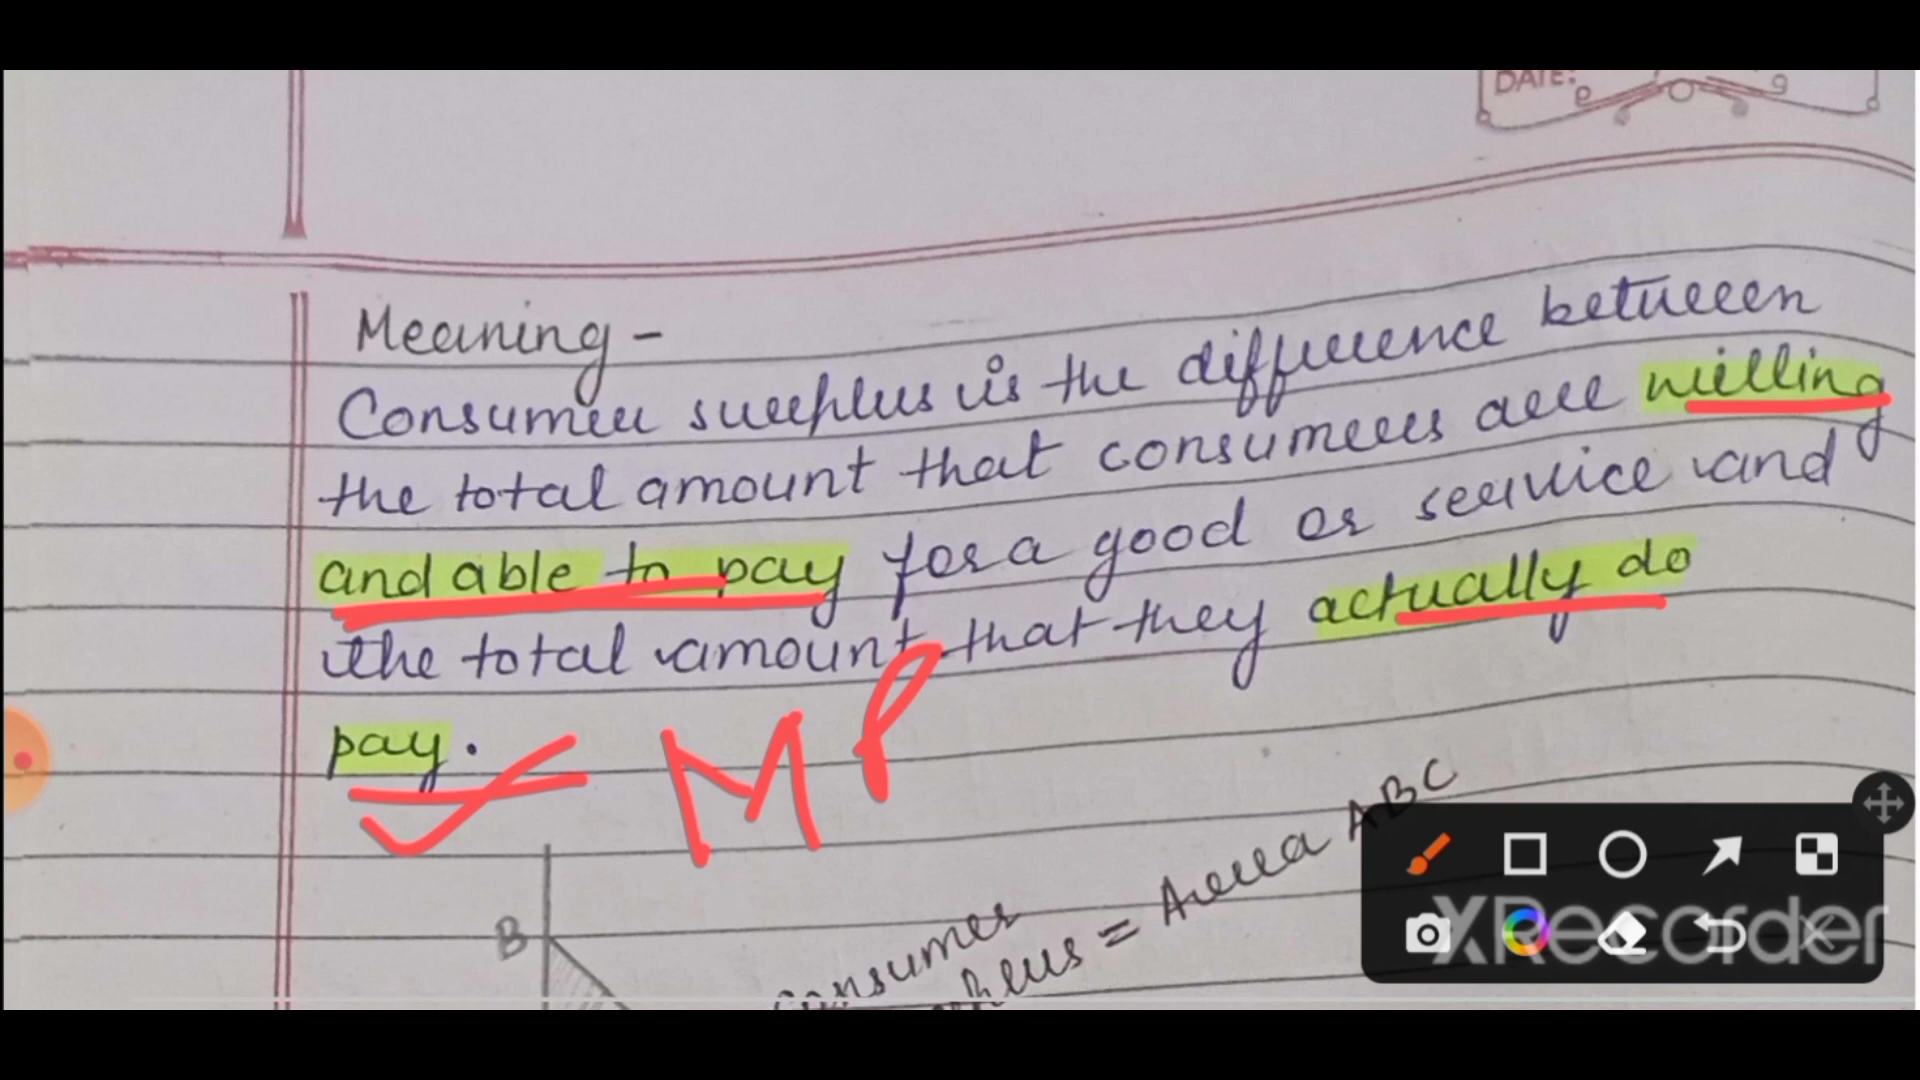 DATE:
Meaning -
Consumer surplus is the difference between
the total amount that consumers are willing
and able to pay for a good or service and
the total amount that they actually do
pay.
MP
B
Consumer
surplus = Area ABC
XRecorder